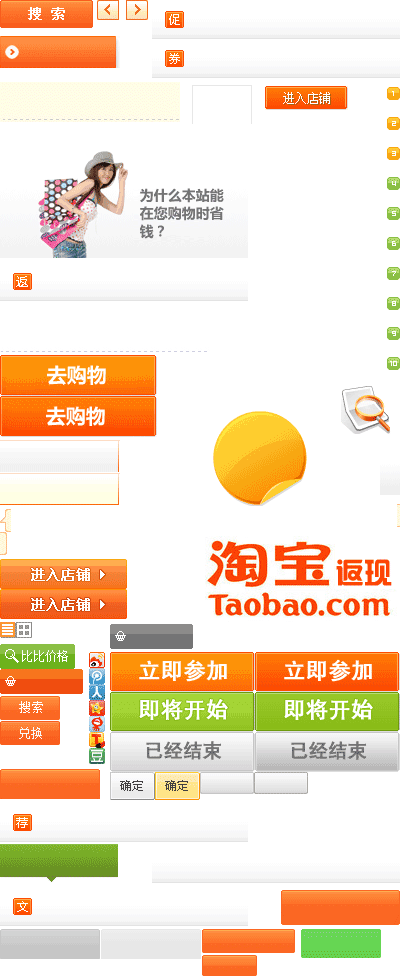 搜 索
促
券
进入店铺
1
2
3
4
5
6
7
8
9
10
为什么本站能
在您购物时省
钱？
返
去购物
去购物
淘宝返现
Taobao.com
进入店铺
进入店铺
比比价格
立即参加 立即参加
搜索
即将开始 即将开始
兑换
豆
已经结束 已经结束
确定 确定
荐
文